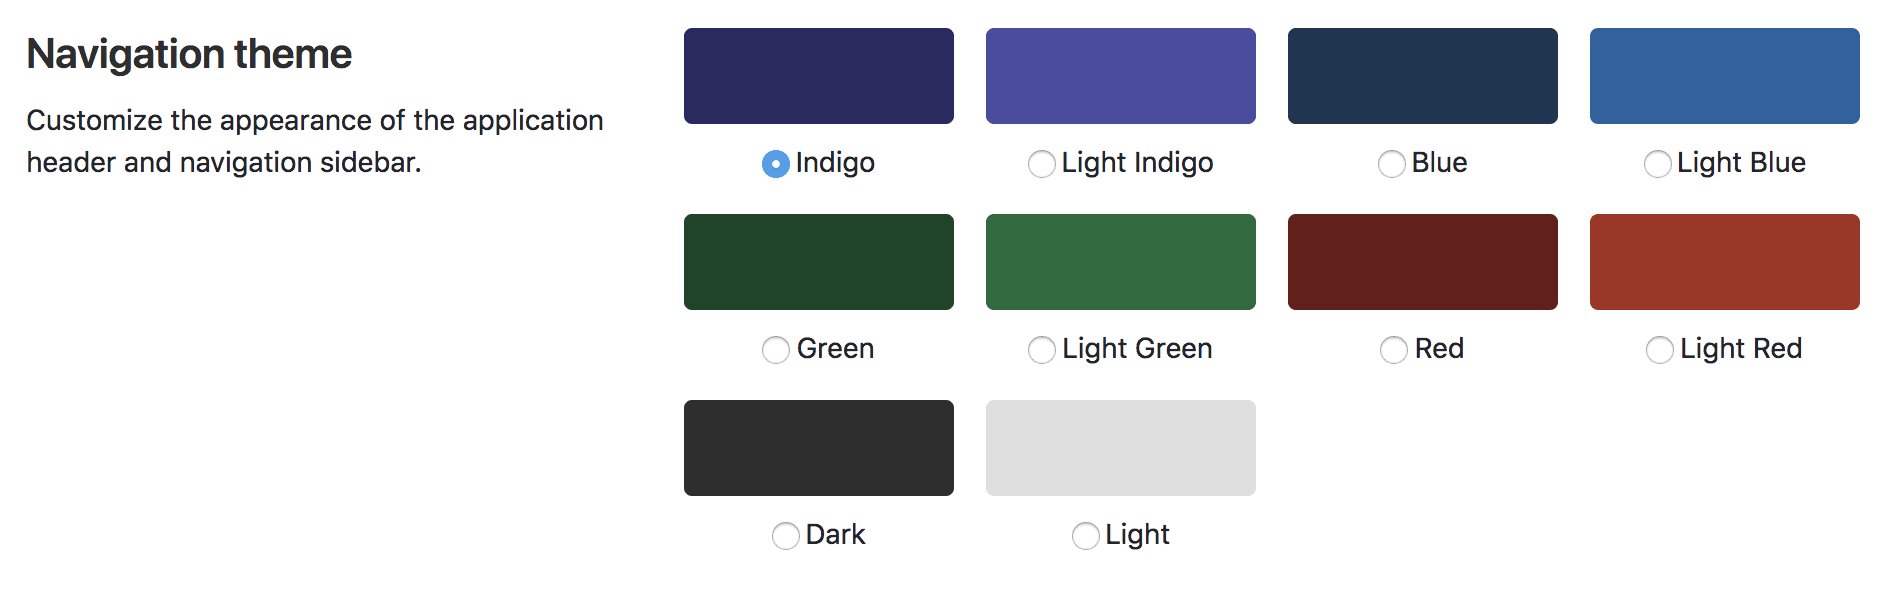 Navigation theme
Customize the appearance of the application
header and navigation sidebar.
Indigo
Light Indigo
Blue
Light Blue
Green
Light Green
Red
Light Red
Dark
Light